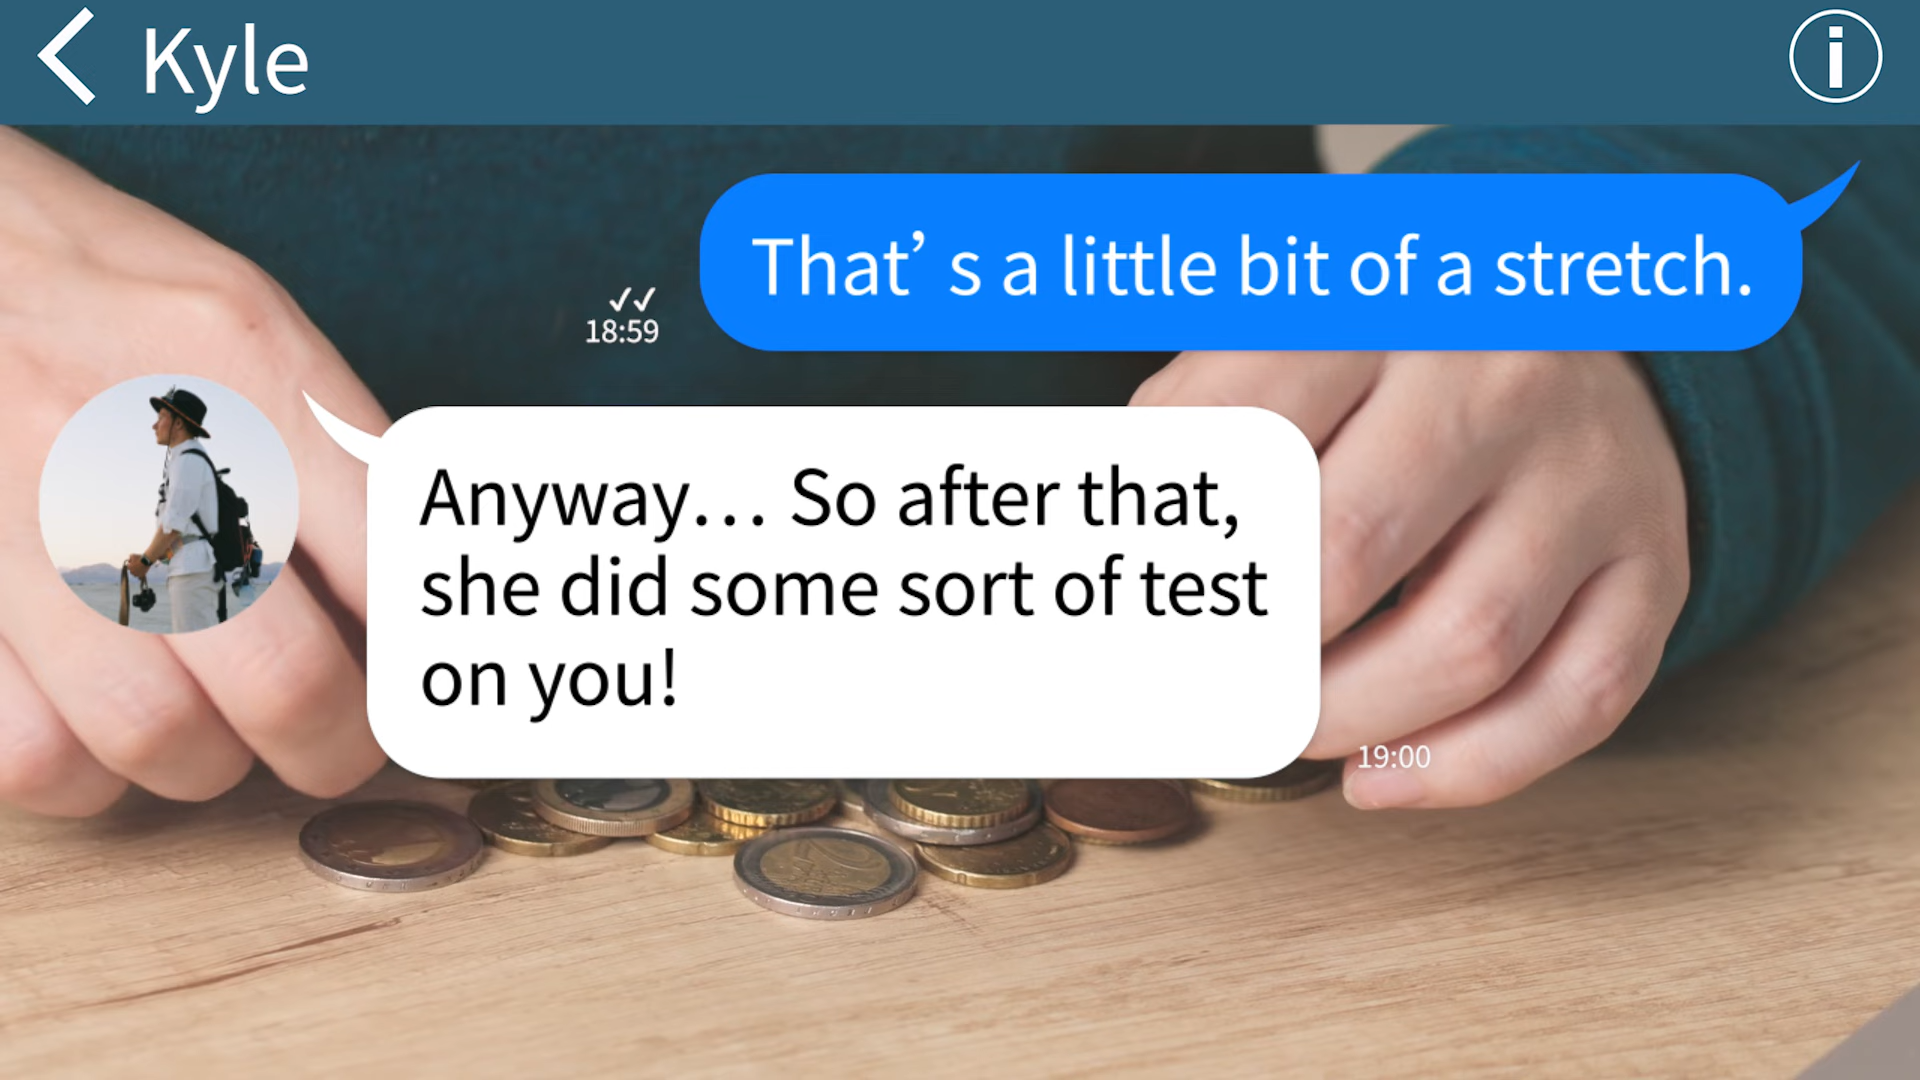 Kyle
That’s a little bit of a stretch.
18:59
Anyway… So after that,
she did some sort of test
on you!
19:00